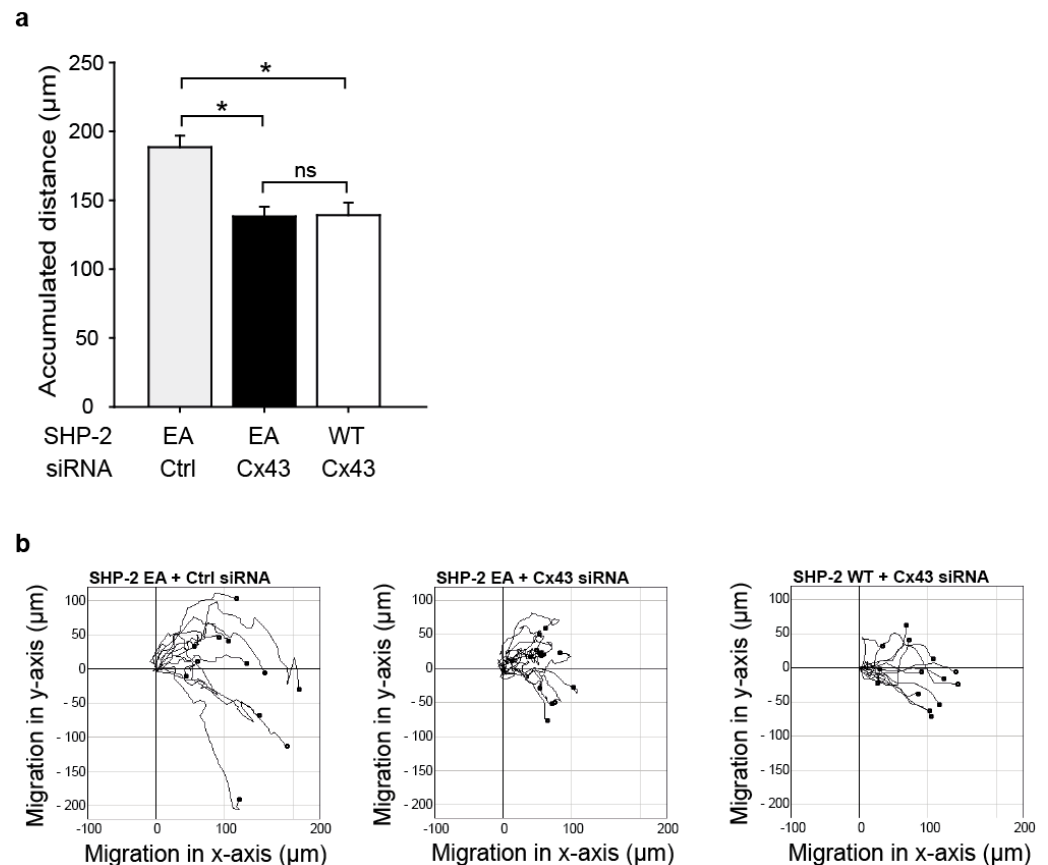 a
Accumulated distance (µm)
250
200
150
100
50
0
*
*
ns
SHP-2 EA EA WT
siRNA Ctrl Cx43 Cx43
b
SHP-2 EA + Ctrl siRNA
Migration in y-axis (µm)
100
50
0
- 50
- 100
- 150
- 200
-100 0 100 200
Migration in x-axis (µm)
SHP-2 EA + Cx43 siRNA
Migration in y-axis (µm)
100
50
0
- 50
- 100
- 150
- 200
-100 0 100 200
Migration in x-axis (µm)
SHP-2 WT + Cx43 siRNA
Migration in y-axis (µm)
100
50
0
- 50
- 100
- 150
- 200
-100 0 100 200
Migration in x-axis (µm)